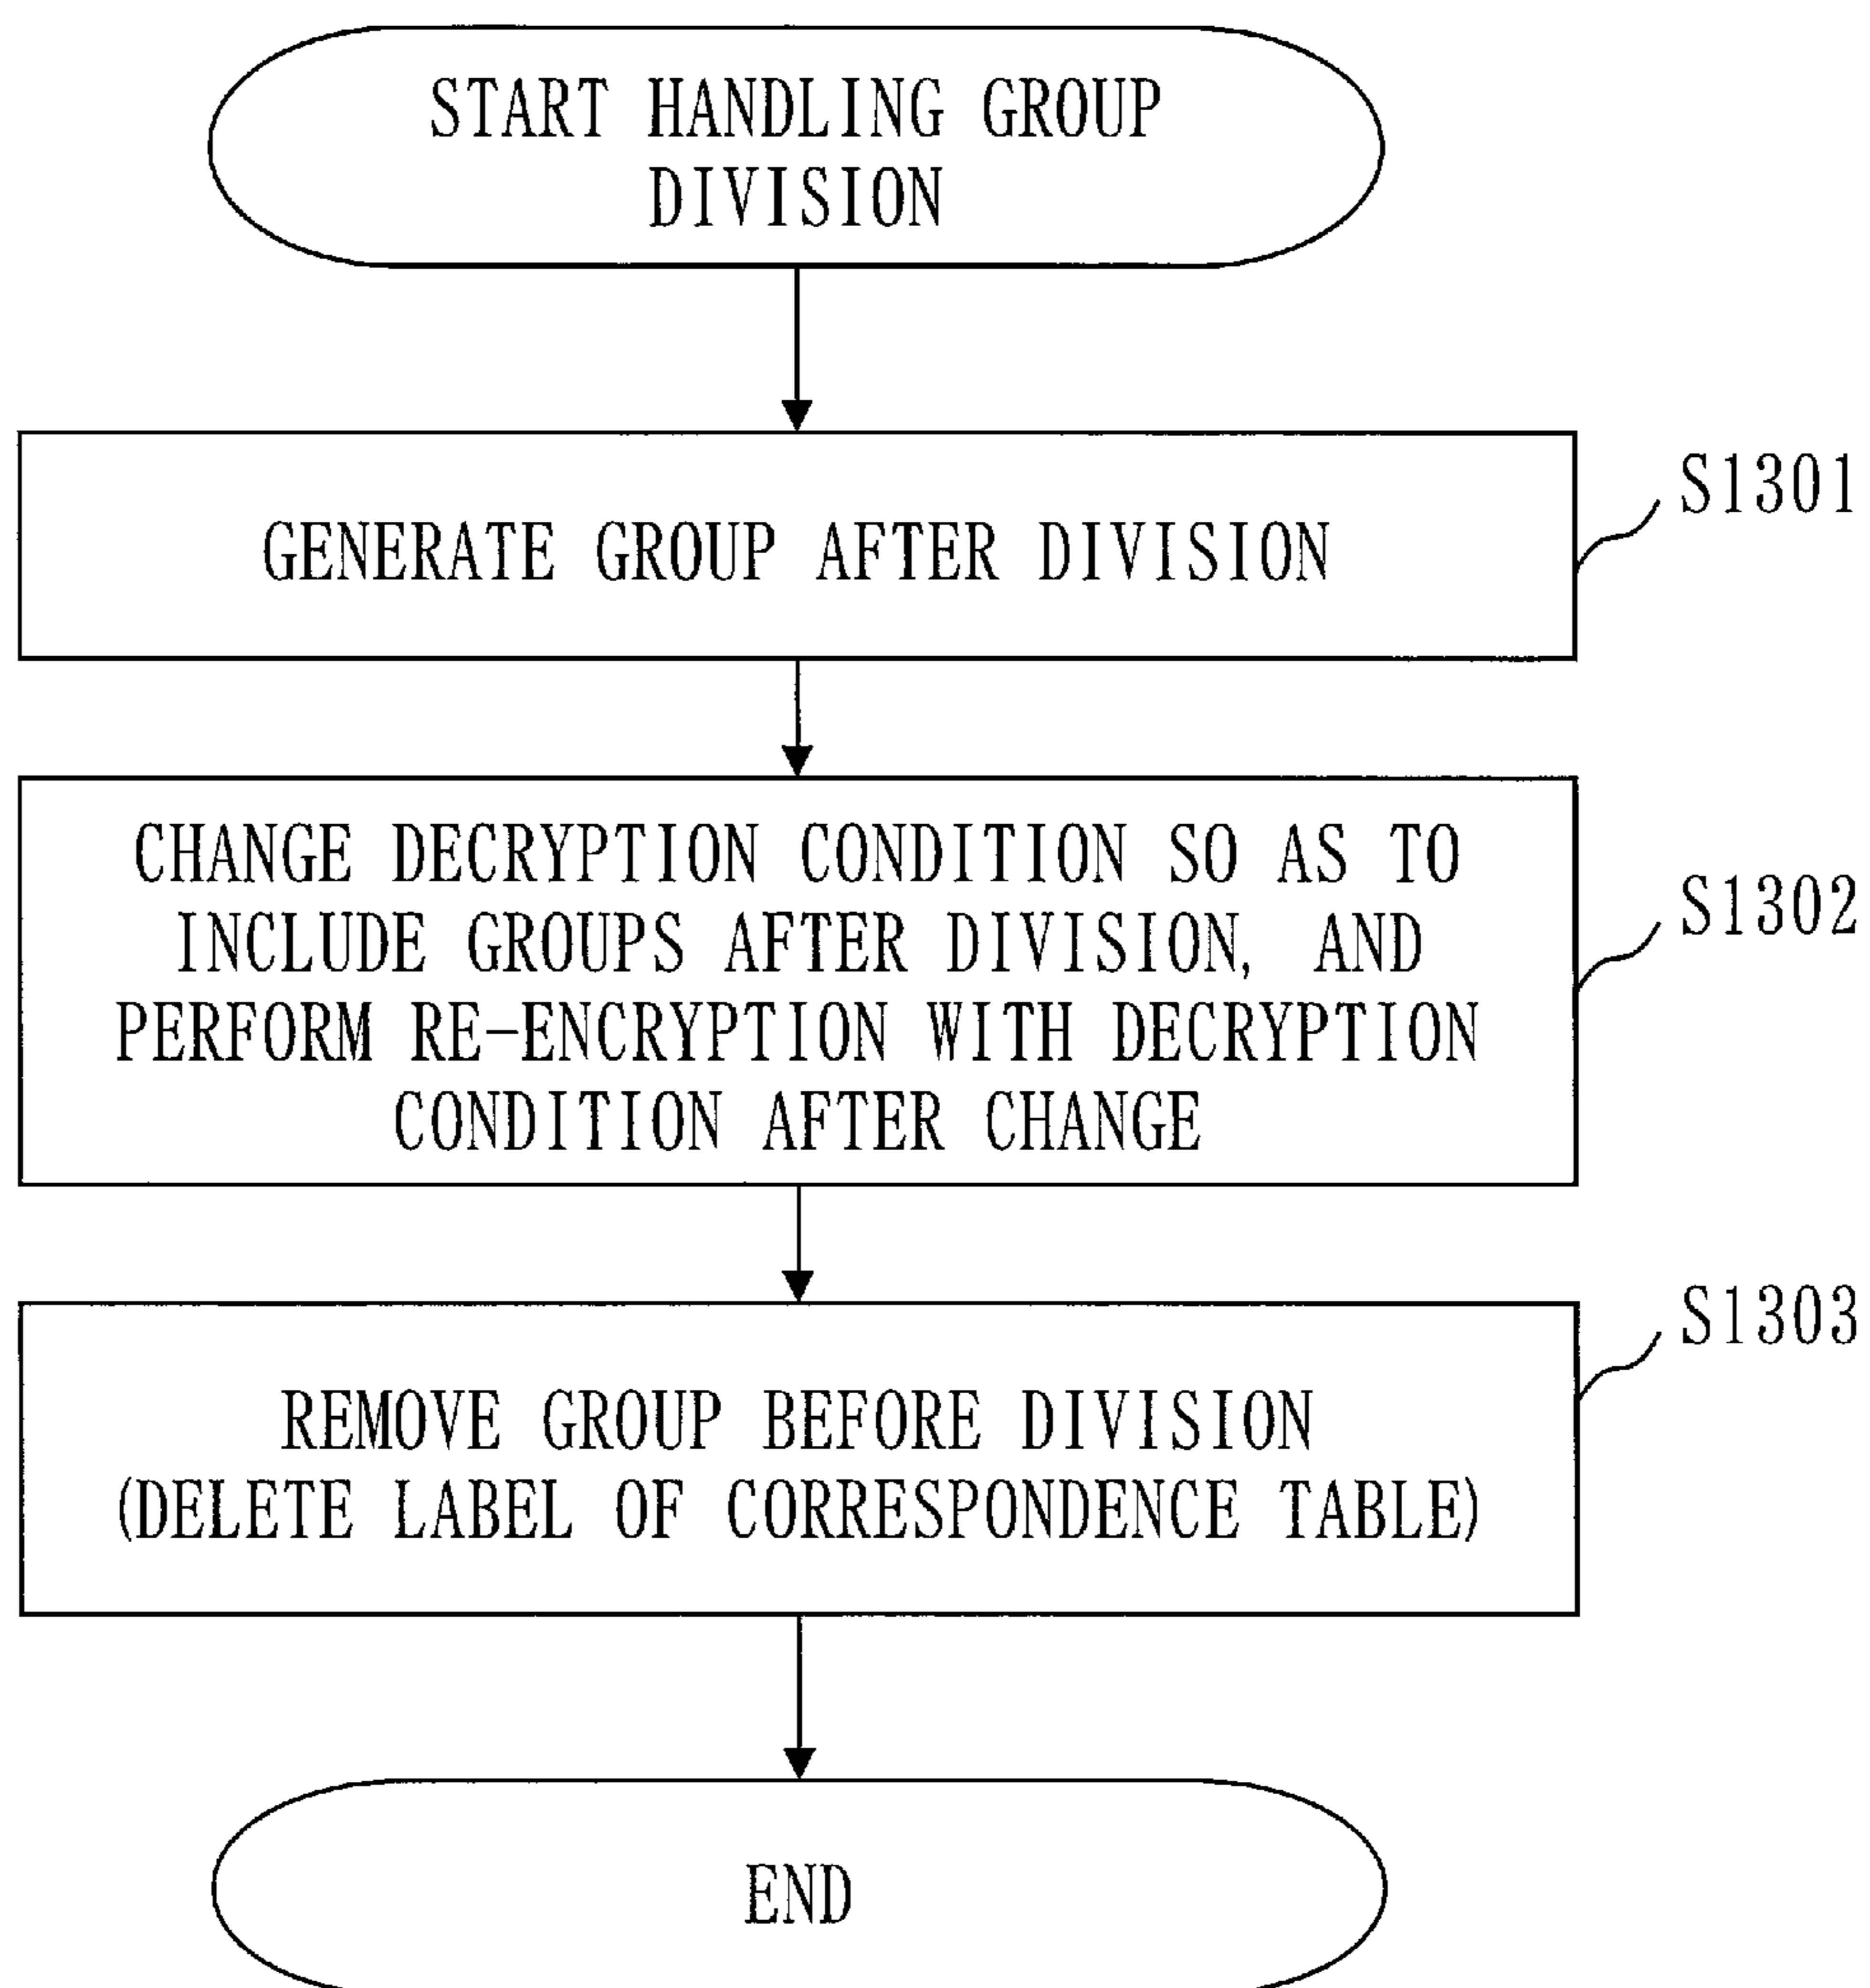 START HANDLING GROUP
DIVISION
GENERATE GROUP AFTER DIVISION
S1301
CHANGE DECRYPTION CONDITION SO AS TO
INCLUDE GROUPS AFTER DIVISION, AND
PERFORM RE-ENCRYPTION WITH DECRYPTION
CONDITION AFTER CHANGE
S1302
REMOVE GROUP BEFORE DIVISION
(DELETE LABEL OF CORRESPONDENCE TABLE)
S1303
END